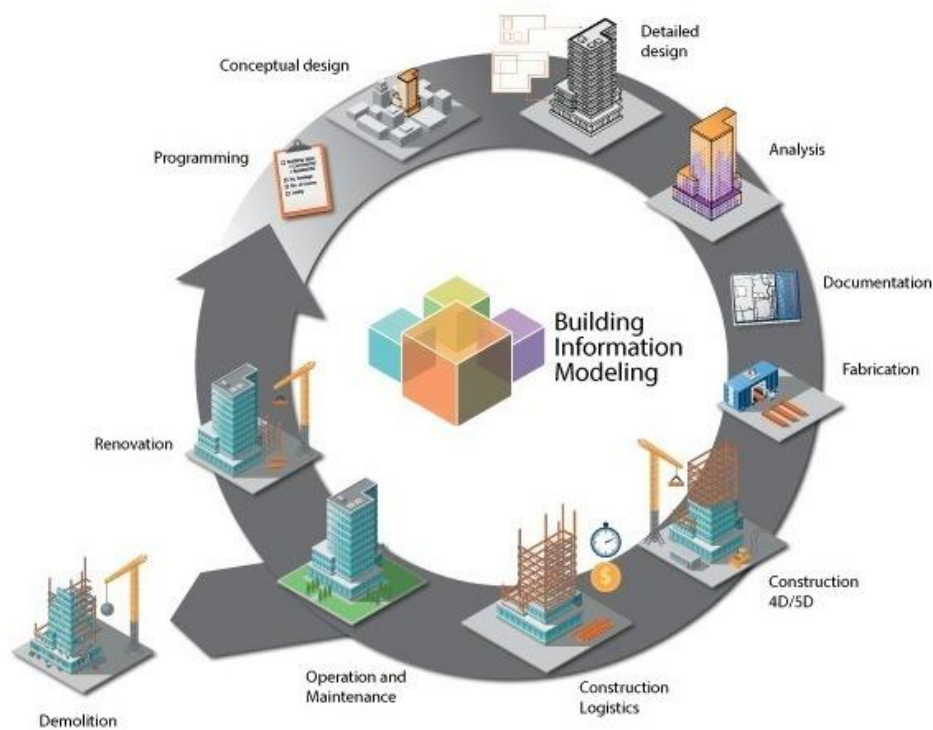 Conceptual design
Detailed
design
Programming
Analysis
Building
Information
Modeling
Documentation
Fabrication
Renovation
Construction
4D/5D
Operation and
Maintenance
Construction
Logistics
Demolition
$